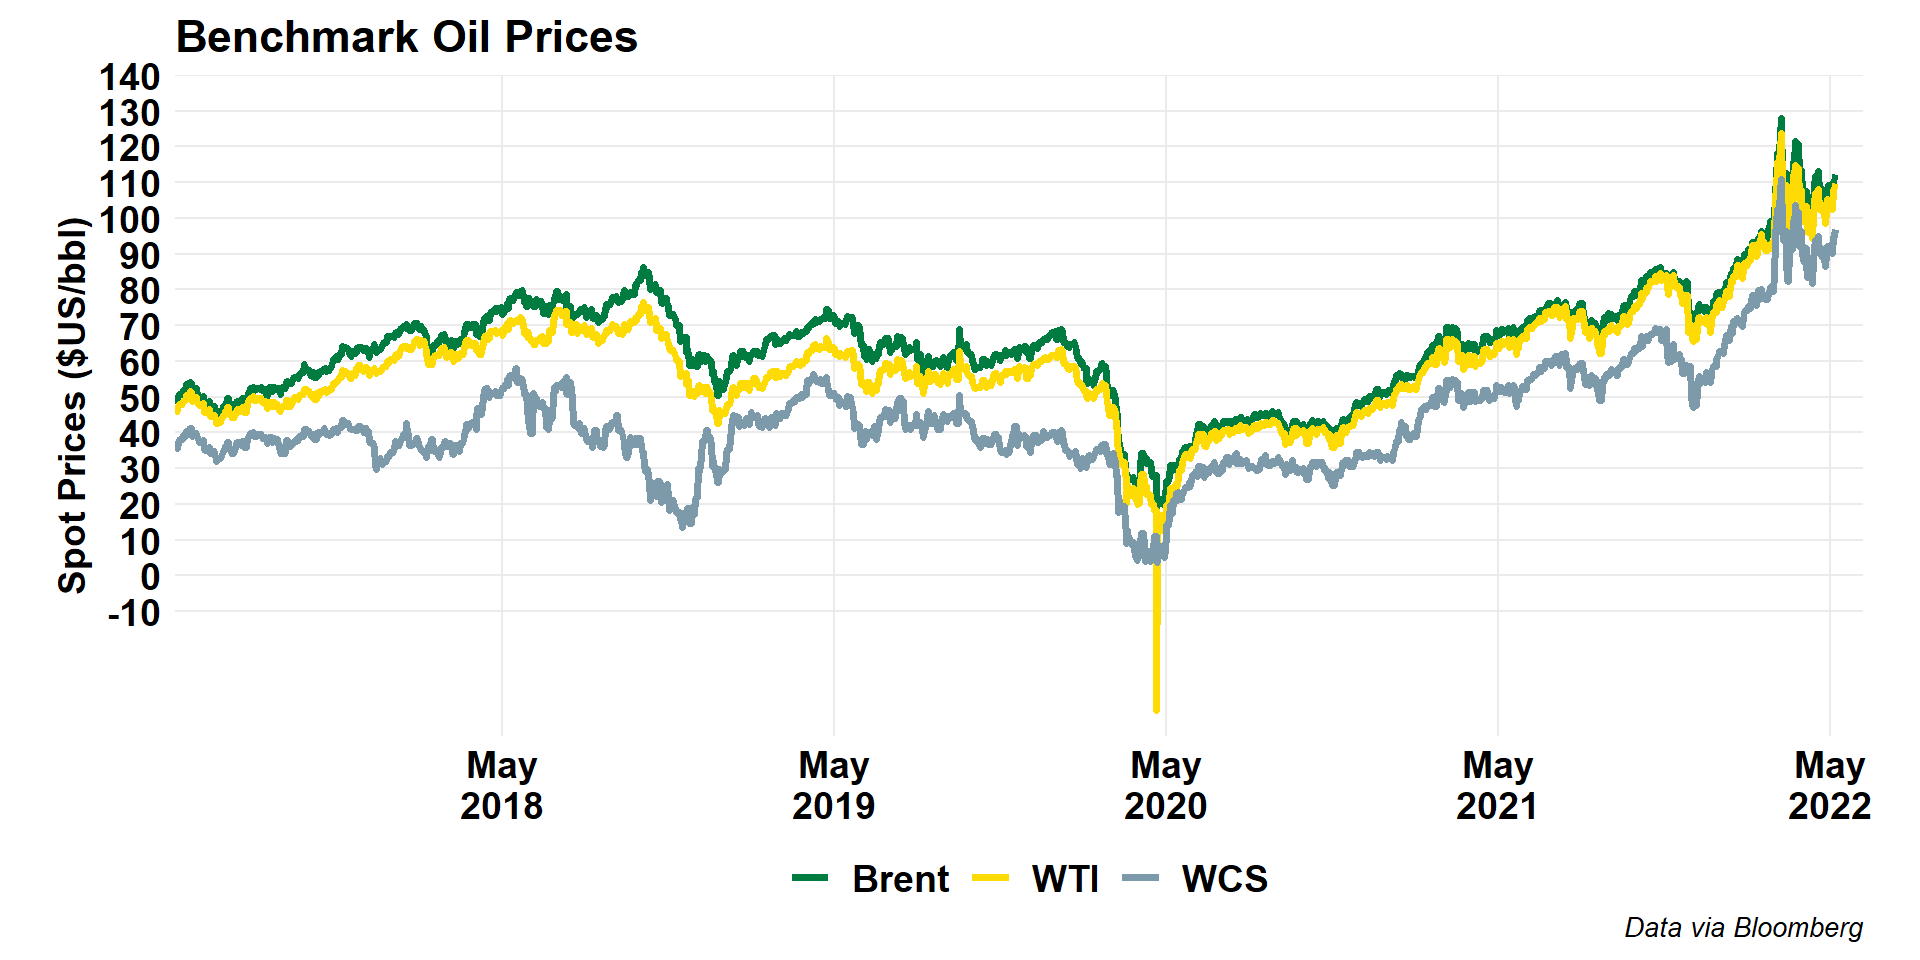 Benchmark Oil Prices
Spot Prices ($US/bbl)
140
130
120
110
100
90
80
70
60
50
40
30
20
10
0
-10
May May May May May
2018 2019 2020 2021 2022
Brent WTI WCS
Data via Bloomberg